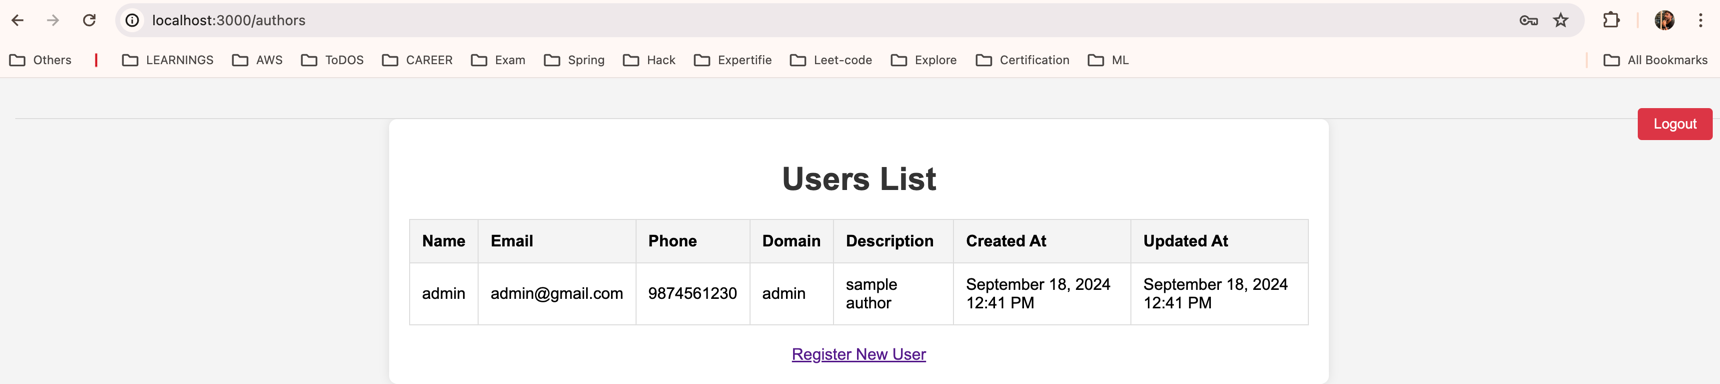 localhost:3000/authors
Others LEARNINGS AWS ToDOS CAREER Exam Spring Hack Expertifie Leet-code Explore Certification ML All Bookmarks
Logout
Users List
Name Email Phone Domain Description Created At Updated At
admin admin@gmail.com 9874561230 admin sample author September 18, 2024 12:41 PM September 18, 2024 12:41 PM
Register New User